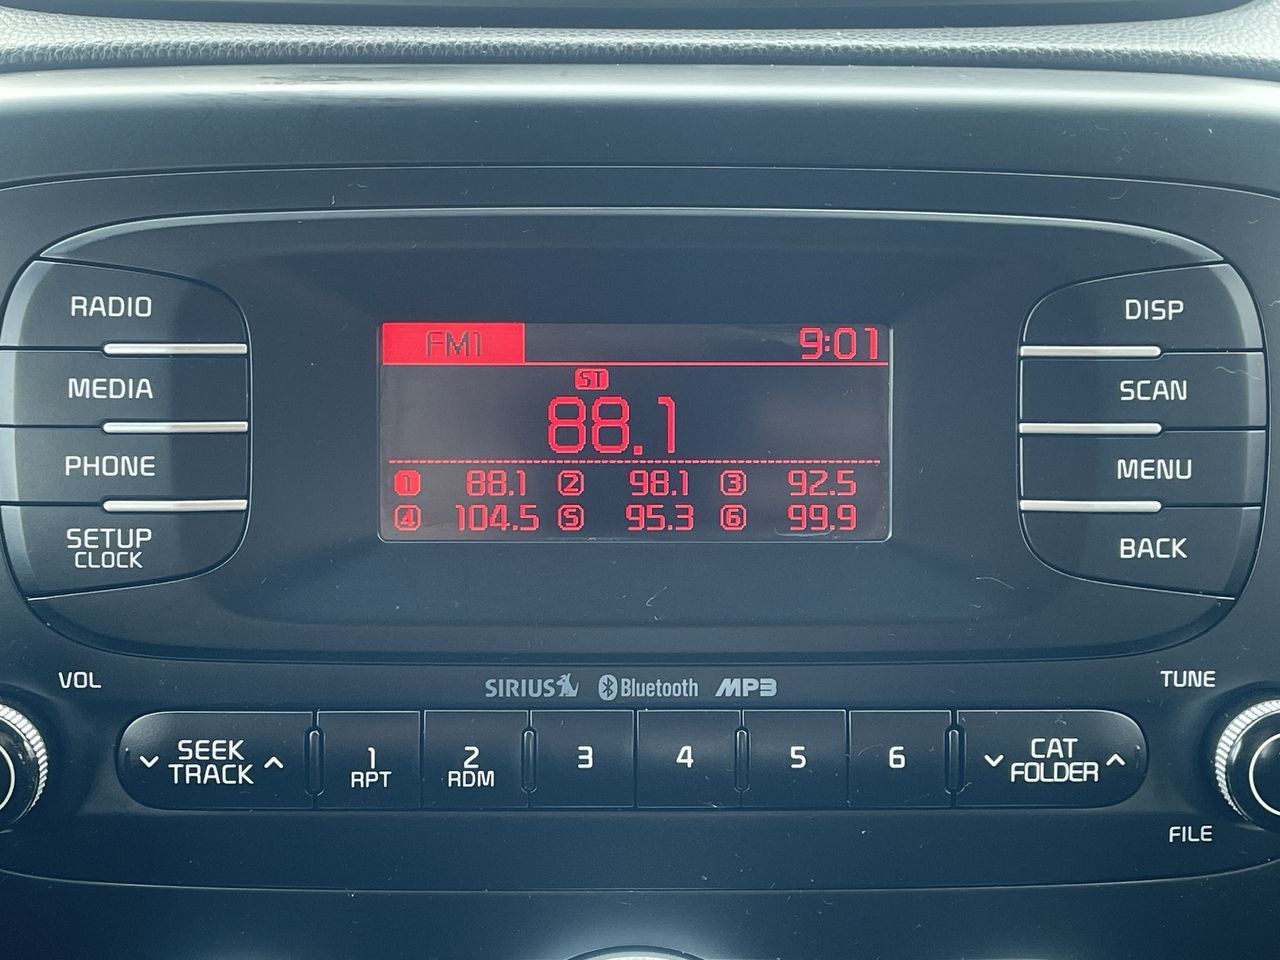 RADIO
MEDIA
PHONE
SETUP
CLOCK
FM1 9:01
ST
88.1
1 88.1 2 98.1 3 92.5
4 104.5 5 95.3 6 99.9
DISP
SCAN
MENU
BACK
VOL
SIRIUS Bluetooth MP3
TUNE
SEEK
TRACK
1
RPT
2
RDM
3
4
5
6
CAT
FOLDER
FILE